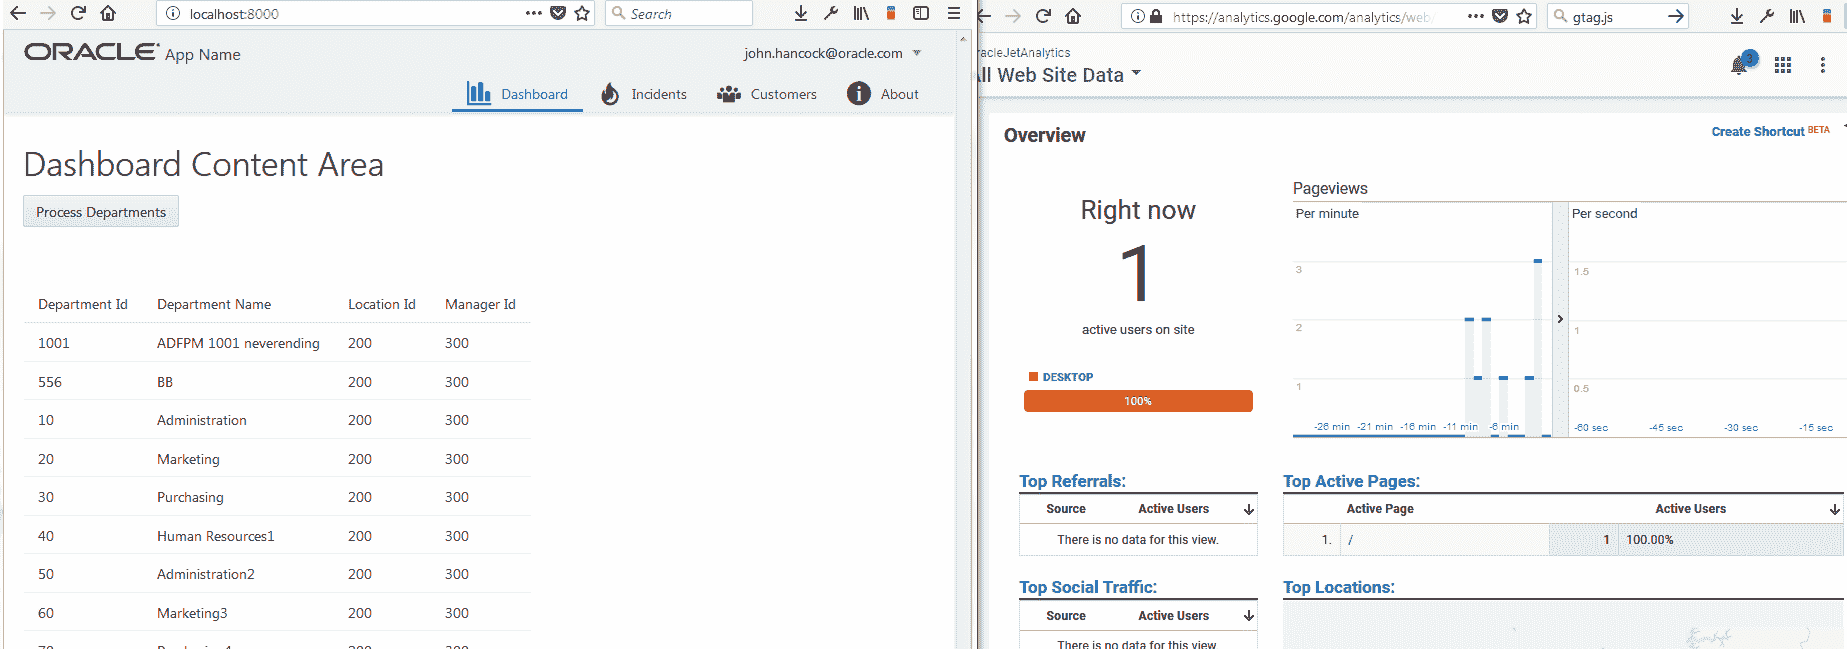 localhost:8000
Search
ORACLE App Name
john.hancock@oracle.com
Dashboard
Incidents
Customers
About
Dashboard Content Area
Process Departments
Department Id Department Name Location Id Manager Id
1001 ADFPM 1001 neverending 200 300
556 BB 200 300
10 Administration 200 300
20 Marketing 200 300
30 Purchasing 200 300
40 Human Resources1 200 300
50 Administration2 200 300
60 Marketing3 200 300
https://analytics.google.com/analytics/web/
gtag.js
racleJetAnalytics
ll Web Site Data
3
Overview
Create Shortcut BETA
Right now
1
active users on site
DESKTOP
100%
Pageviews
Per minute
3
2
1
-26 min -21 min -16 min -11 min -6 min
Per second
1.5
1
0.5
-60 sec -45 sec -30 sec -15 sec
Top Referrals:
Source Active Users
There is no data for this view.
Top Active Pages:
Active Page Active Users
1. / 1 100.00%
Top Social Traffic:
Source Active Users
There is no data for this view.
Top Locations: